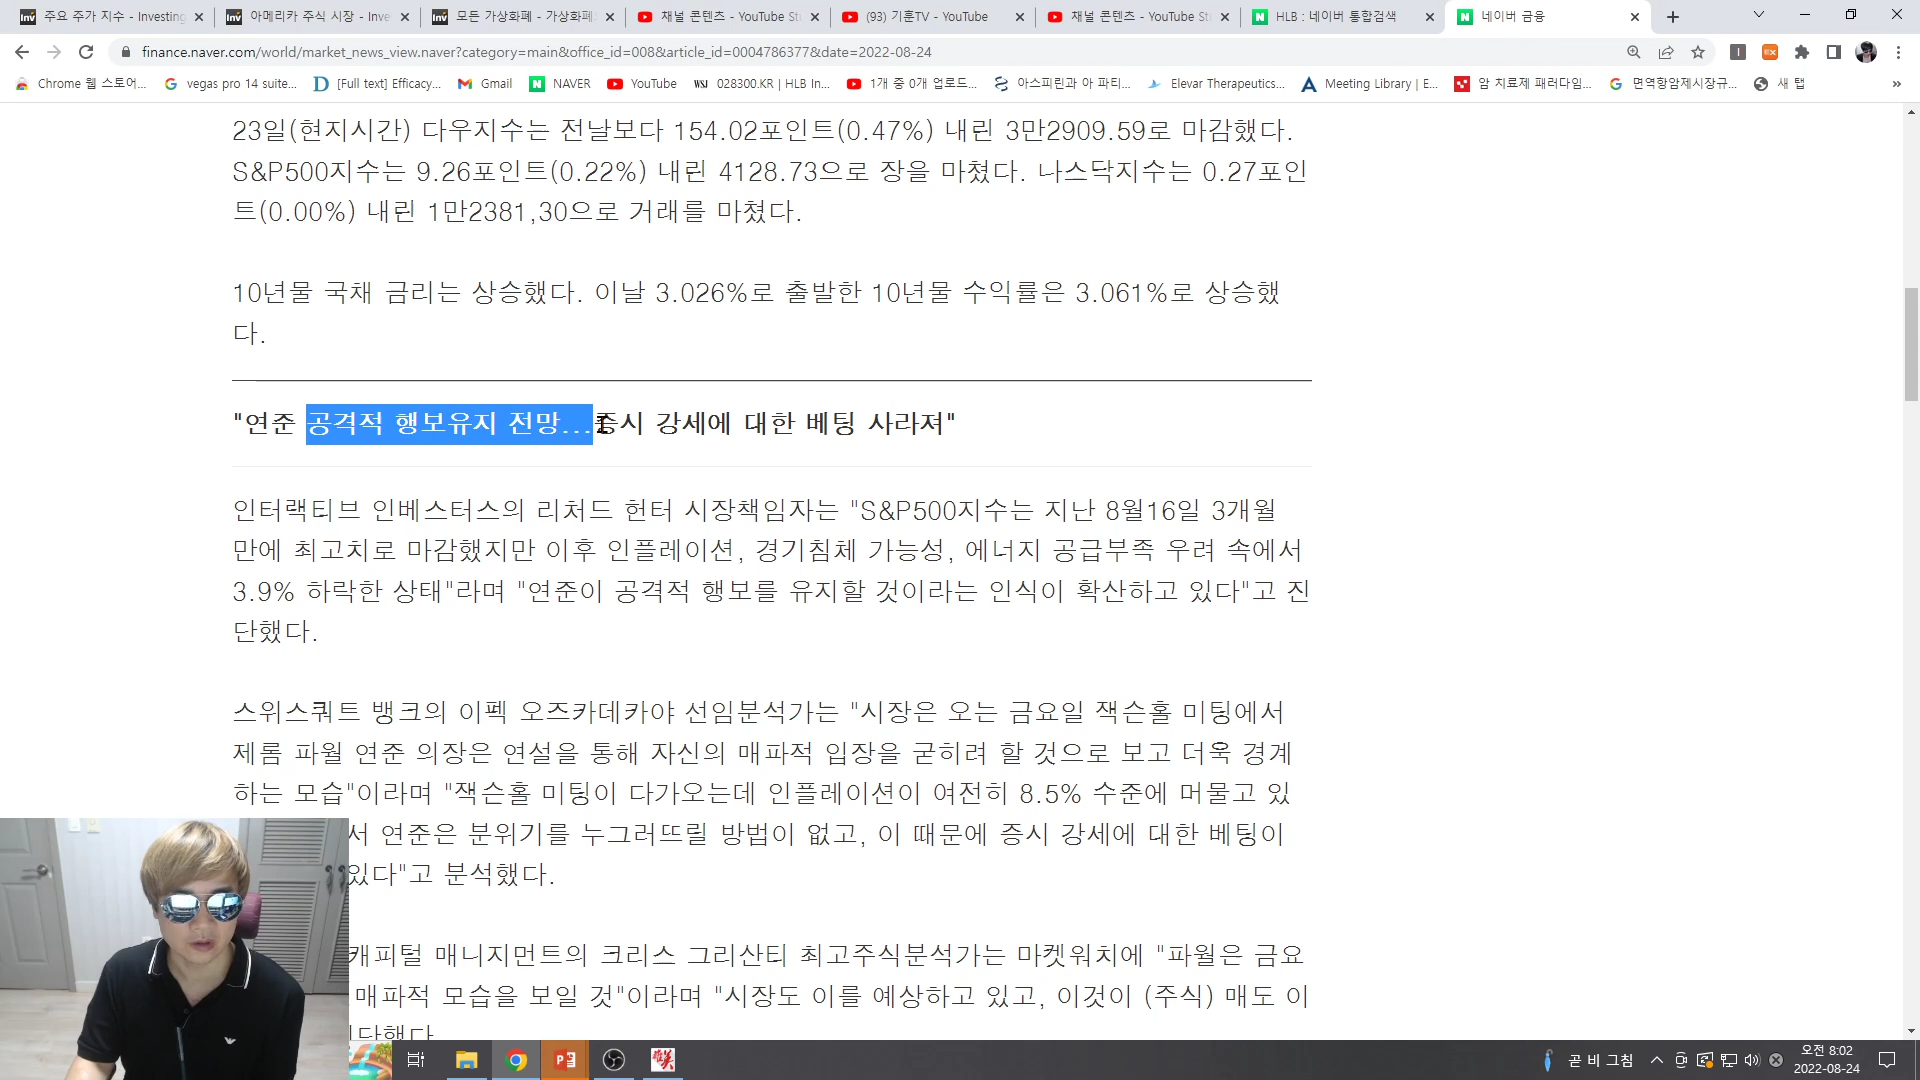 주요 주가 지수 - Investing
아메리카 주식 시장 - Inve
모든 가상화폐 - 가상화폐
채널 콘텐츠 - YouTube St
(93) 기훈TV - YouTube
채널 콘텐츠 - YouTube St
HLB : 네이버 통합검색
네이버 금융
finance.naver.com/world/market_news_view.naver?category=main&office_id=008&article_id=0004786377&date=2022-08-24
Chrome 웹 스토어...
vegas pro 14 suite...
[Full text] Efficacy...
Gmail
NAVER
YouTube
WSJ 028300.KR | HLB In...
1개 중 0개 업로드...
아스피린과 아 파티...
Elevar Therapeutics...
Meeting Library | E...
암 치료제 패러다임...
면역항암제시장규...
새 탭
23일(현지시간) 다우지수는 전날보다 154.02포인트(0.47%) 내린 3만2909.59로 마감했다.
S&P500지수는 9.26포인트(0.22%) 내린 4128.73으로 장을 마쳤다. 나스닥지수는 0.27포인
트(0.00%) 내린 1만2381,30으로 거래를 마쳤다.
10년물 국채 금리는 상승했다. 이날 3.026%로 출발한 10년물 수익률은 3.061%로 상승했
다.
"연준 공격적 행보유지 전망...증시 강세에 대한 베팅 사라져"
인터랙티브 인베스터스의 리처드 헌터 시장책임자는 "S&P500지수는 지난 8월16일 3개월
만에 최고치로 마감했지만 이후 인플레이션, 경기침체 가능성, 에너지 공급부족 우려 속에서
3.9% 하락한 상태"라며 "연준이 공격적 행보를 유지할 것이라는 인식이 확산하고 있다"고 진
단했다.
스위스쿼트 뱅크의 이펙 오즈카데카야 선임분석가는 "시장은 오는 금요일 잭슨홀 미팅에서
제롬 파월 연준 의장은 연설을 통해 자신의 매파적 입장을 굳히려 할 것으로 보고 더욱 경계
하는 모습"이라며 "잭슨홀 미팅이 다가오는데 인플레이션이 여전히 8.5% 수준에 머물고 있
서 연준은 분위기를 누그러뜨릴 방법이 없고, 이 때문에 증시 강세에 대한 베팅이
있다"고 분석했다.
캐피털 매니지먼트의 크리스 그리산티 최고주식분석가는 마켓워치에 "파월은 금요
매파적 모습을 보일 것"이라며 "시장도 이를 예상하고 있고, 이것이 (주식) 매도 이
단했다
곧 비 그침
오전 8:02
2022-08-24